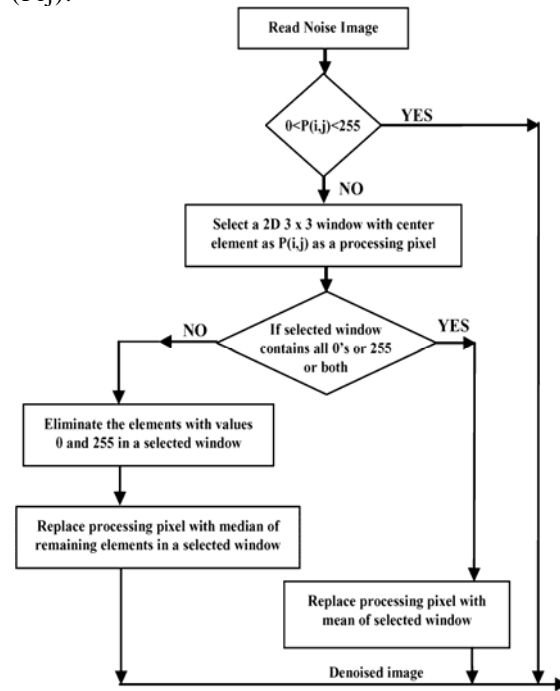 (Pij).
Read Noise Image
0<P(i,j)<255
YES
NO
Select a 2D 3 x 3 window with center
element as P(i,j) as a processing pixel
NO
If selected window
contains all 0's or 255
or both
YES
Eliminate the elements with values
0 and 255 in a selected window
Replace processing pixel with median of
remaining elements in a selected window
Replace processing pixel with
mean of selected window
Denoised image